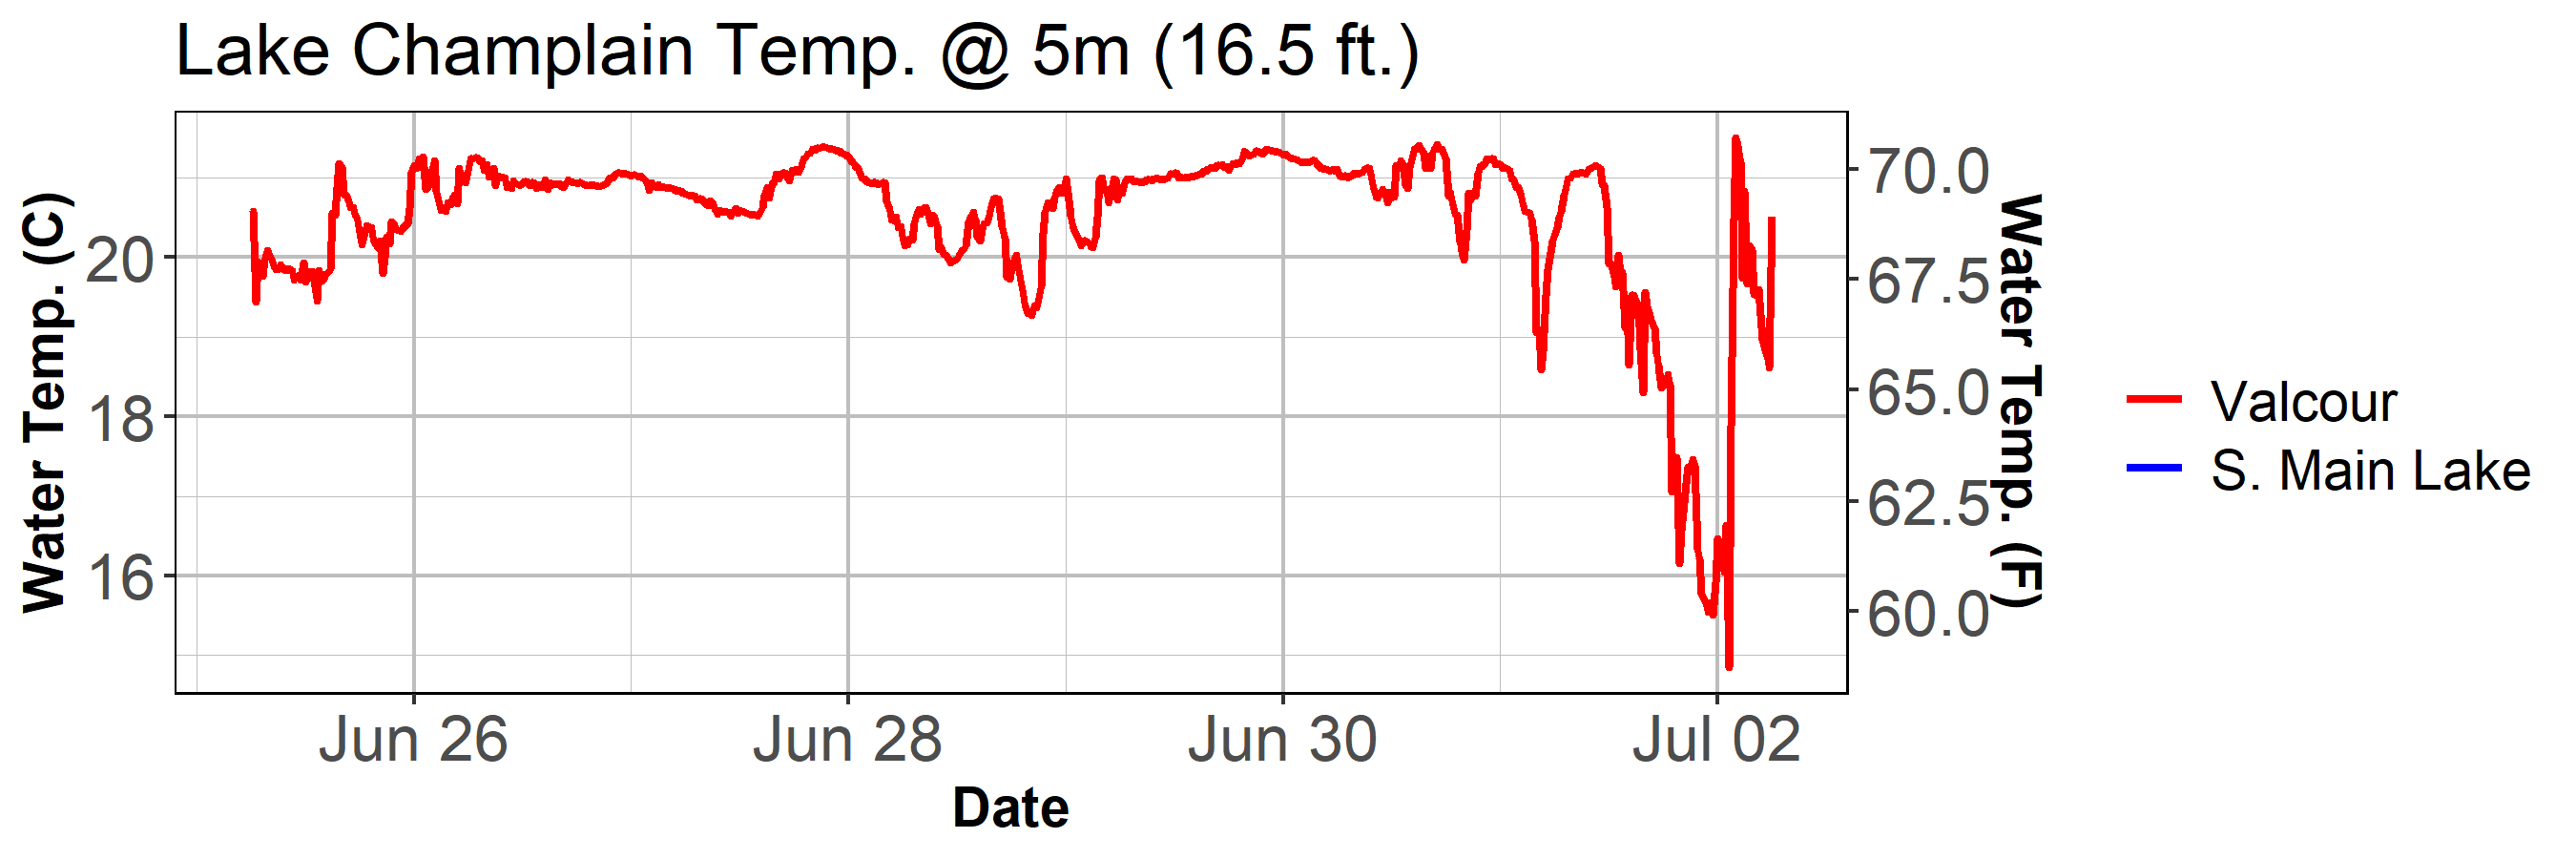 Lake Champlain Temp. @ 5m (16.5 ft.)
Water Temp. (C)
20
18
16
70.0
67.5
65.0
62.5
60.0
Water Temp. (F)
Jun 26
Jun 28
Jun 30
Jul 02
Date
Valcour
S. Main Lake